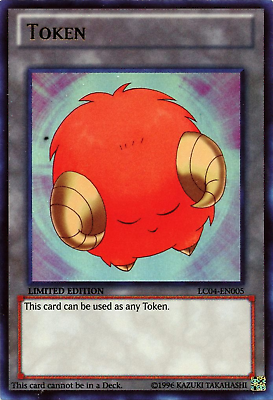 TOKEN
LIMITED EDITION LC04-EN005
This card can be used as any Token.
This card cannot be in a Deck. ©1996 KAZUKI TAKAHASHI